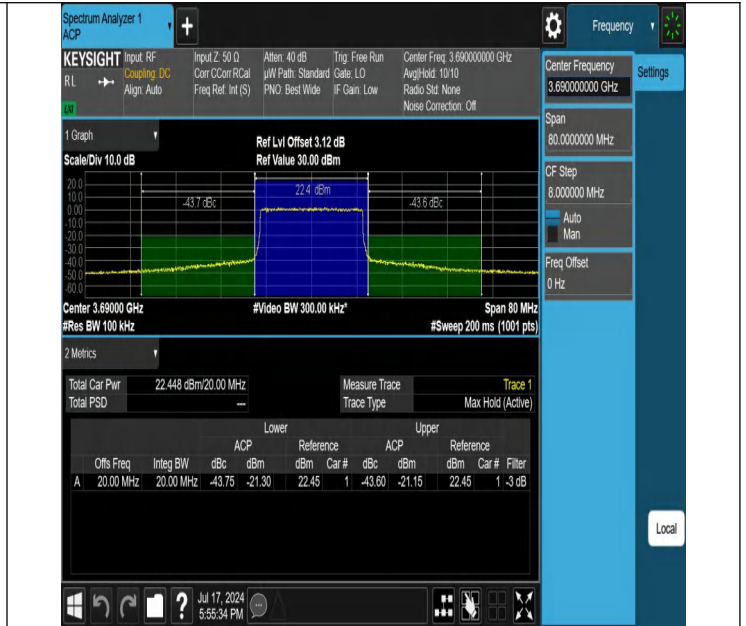 Spectrum Analyzer 1
ACP
Frequency
KEYSIGHT
RL
LXI
Input: RF
Coupling: DC
Align: Auto
Input Z: 50 Ω
Corr CCorr RCal
Freq Ref: Int (S)
Atten: 40 dB
µW Path: Standard
PNO: Best Wide
Trig: Free Run
Gate: LO
IF Gain: Low
Center Freq: 3.690000000 GHz
Avg|Hold: 10/10
Radio Std: None
Noise Correction: Off
Center Frequency
3.690000000 GHz
Settings
Span
80.0000000 MHz
CF Step
8.000000 MHz
Auto
Man
Freq Offset
0 Hz
1 Graph
Scale/Div 10.0 dB
Ref Lvl Offset 3.12 dB
Ref Value 30.00 dBm
20.0
10.0
0.00
-10.0
-20.0
-30.0
-40.0
-50.0
-60.0
-43.7 dBc
22.4 dBm
-43.6 dBc
Center 3.69000 GHz #Video BW 300.00 kHz* Span 80 MHz
#Res BW 100 kHz #Sweep 200 ms (1001 pts)
2 Metrics
Total Car Pwr 22.448 dBm/20.00 MHz Measure Trace Trace 1
Total PSD --- Trace Type Max Hold (Active)
Lower Upper
ACP Reference ACP Reference
Offs Freq Integ BW dBc dBm dBm Car # dBc dBm dBm Car # Filter
A 20.00 MHz 20.00 MHz -43.75 -21.30 22.45 1 -43.60 -21.15 22.45 1 -3 dB
Local
?
Jul 17, 2024
5:55:34 PM